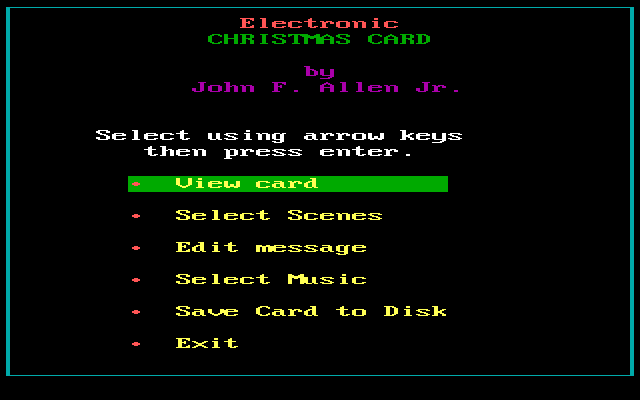 Electronic
CHRISTMAS CARD
by
John F. Allen Jr.
Select using arrow keys
then press enter.
View card
Select Scenes
Edit message
Select Music
Save Card to Disk
Exit